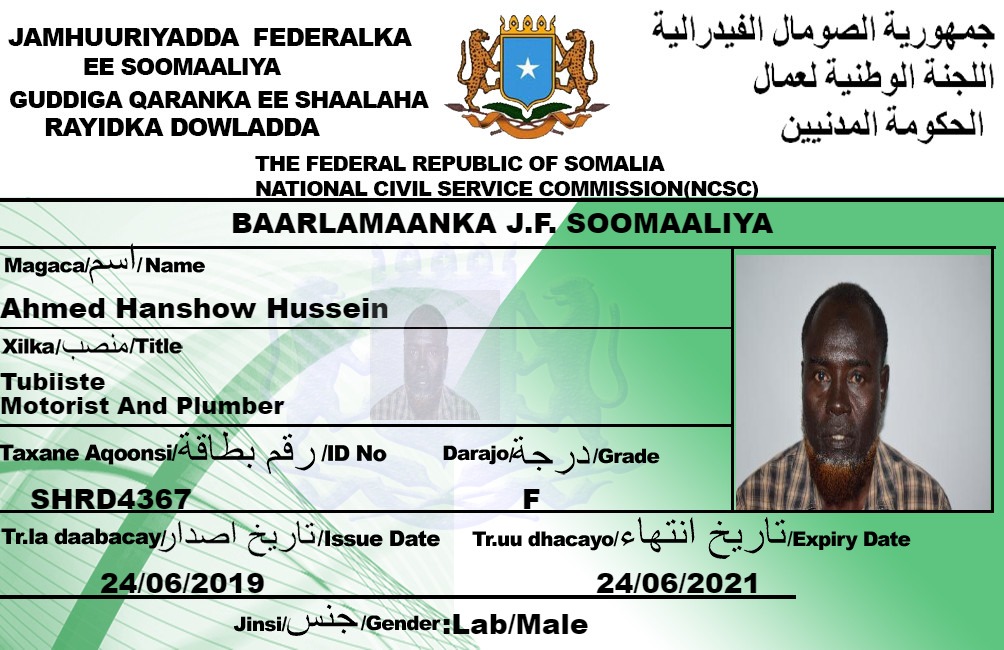 JAMHUURIYADDA FEDERALKA
EE SOOMAALIYA
GUDDIGA QARANKA EE SHAALAHA
RAYIDKA DOWLADDA
جمهورية الصومال الفيدرالية
اللجنة الوطنية لعمال
الحكومة المدنيين
THE FEDERAL REPUBLIC OF SOMALIA
NATIONAL CIVIL SERVICE COMMISSION(NCSC)
BAARLAMAANKA J.F. SOOMAALIYA
Magaca/اسم/Name
Ahmed Hanshow Hussein
Xilka/منصب/Title
Tubiiste
Motorist And Plumber
Taxane Aqoonsi/رقم بطاقة/ID No
Darajo/درجة/Grade
SHRD4367
F
Tr.la daabacay/تاريخ اصدار/Issue Date
Tr.uu dhacayo/تاريخ انتهاء/Expiry Date
24/06/2019
24/06/2021
Jinsi/جنس/Gender:Lab/Male